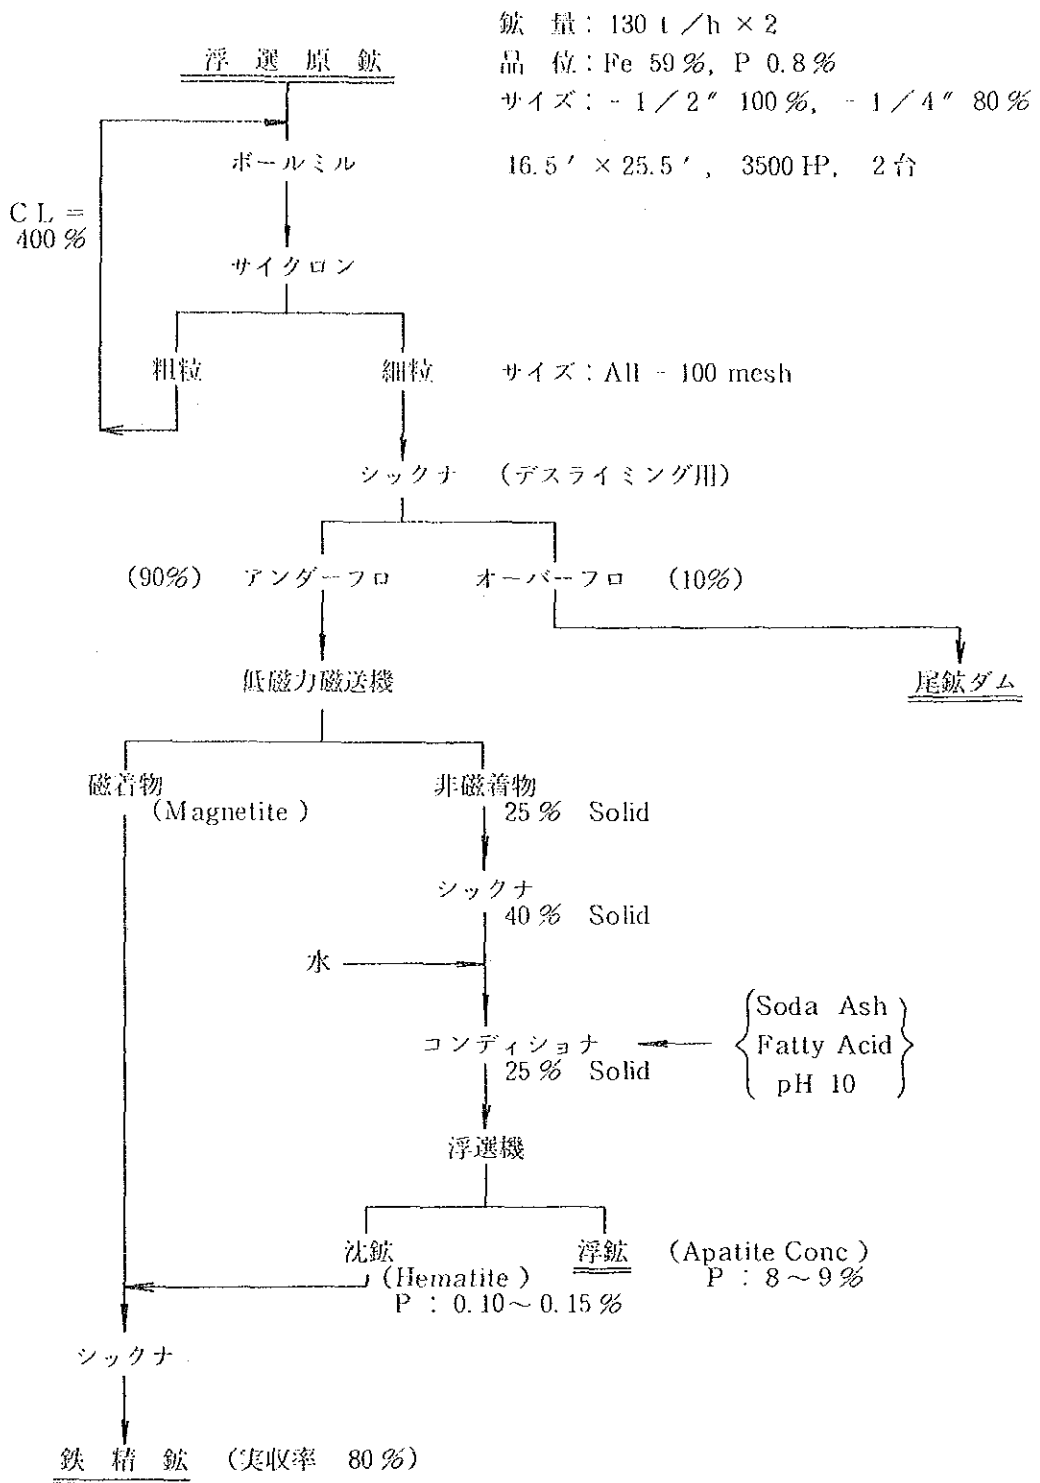 鉱 量：130 t／h × 2
浮 選 原 鉱
品 位：Fe 59％, P 0.8％
サイズ：- 1／2″ 100％, - 1／4″ 80％
ボールミル
16.5′ × 25.5′, 3500 HP, 2台
C L =
400％
サイクロン
粗粒
細粒
サイズ：All - 100 mesh
シックナ （デスライミング用）
(90％) アンダーフロ
オーバーフロ (10％)
低磁力磁送機
尾鉱ダム
磁着物
(Magnetite)
非磁着物
25％ Solid
シックナ
40％ Solid
水
コンディショナ
25％ Solid
Soda Ash
Fatty Acid
pH 10
浮選機
沈鉱
(Hematite)
P : 0.10～0.15％
浮鉱 (Apatite Conc)
P : 8～9％
シックナ
鉄 精 鉱 （実収率 80％）